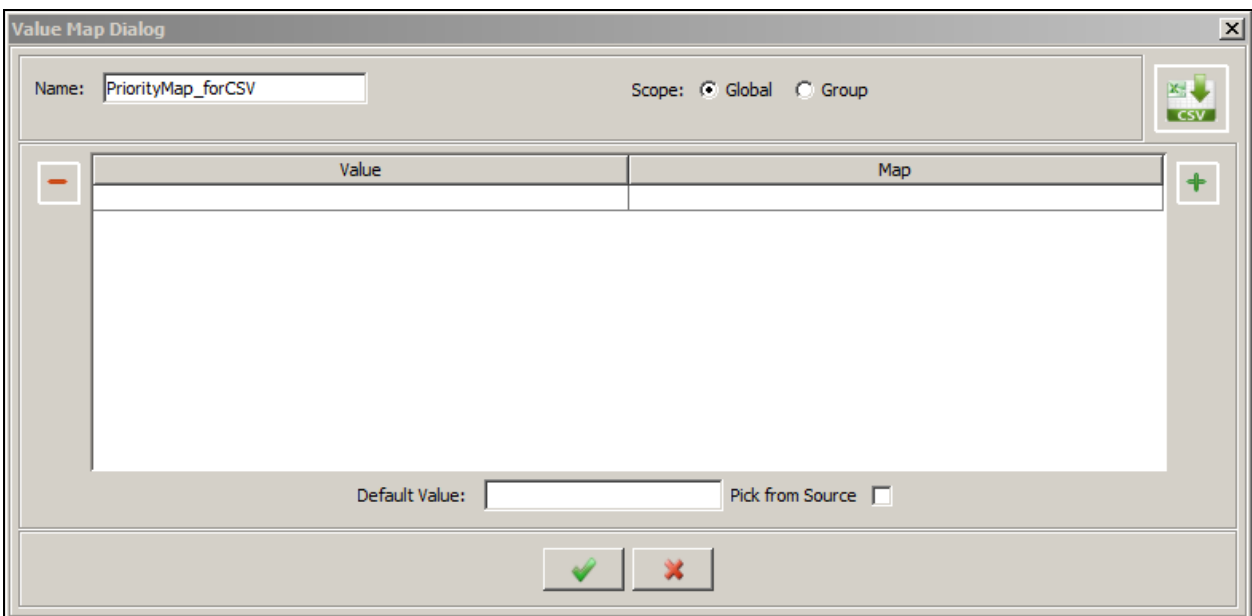 Value Map Dialog
Name: PriorityMap_forCSV Scope: Global Group
CSV
Value Map
Default Value: Pick from Source